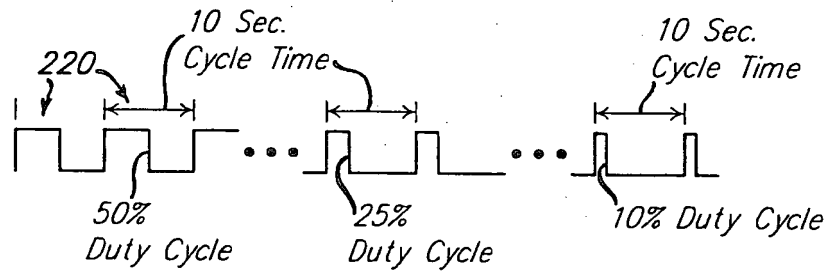 10 Sec.
Cycle Time
220
10 Sec.
Cycle Time
50%
Duty Cycle
25%
Duty Cycle
10% Duty Cycle